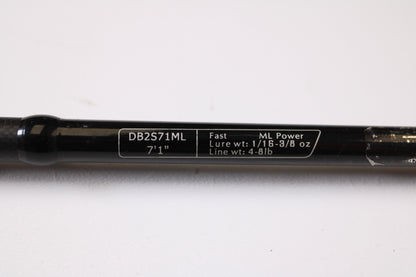 DB2S71ML
7'1"
Fast ML Power
Lure wt: 1/16-3/8 oz
Line wt: 4-8lb